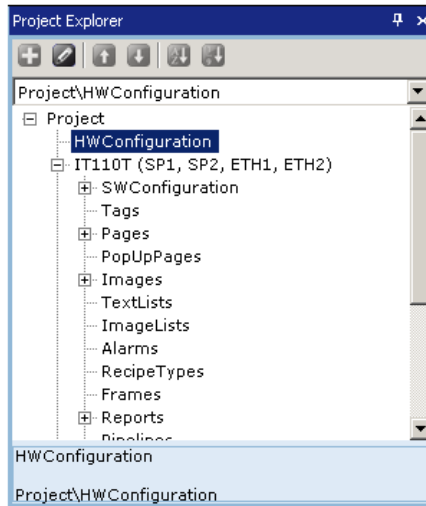 Project Explorer
Project\HWConfiguration
Project
HWConfiguration
IT110T (SP1, SP2, ETH1, ETH2)
SWConfiguration
Tags
Pages
PopUpPages
Images
TextLists
ImageLists
Alarms
RecipeTypes
Frames
Reports
Pipelines
HWConfiguration
Project\HWConfiguration